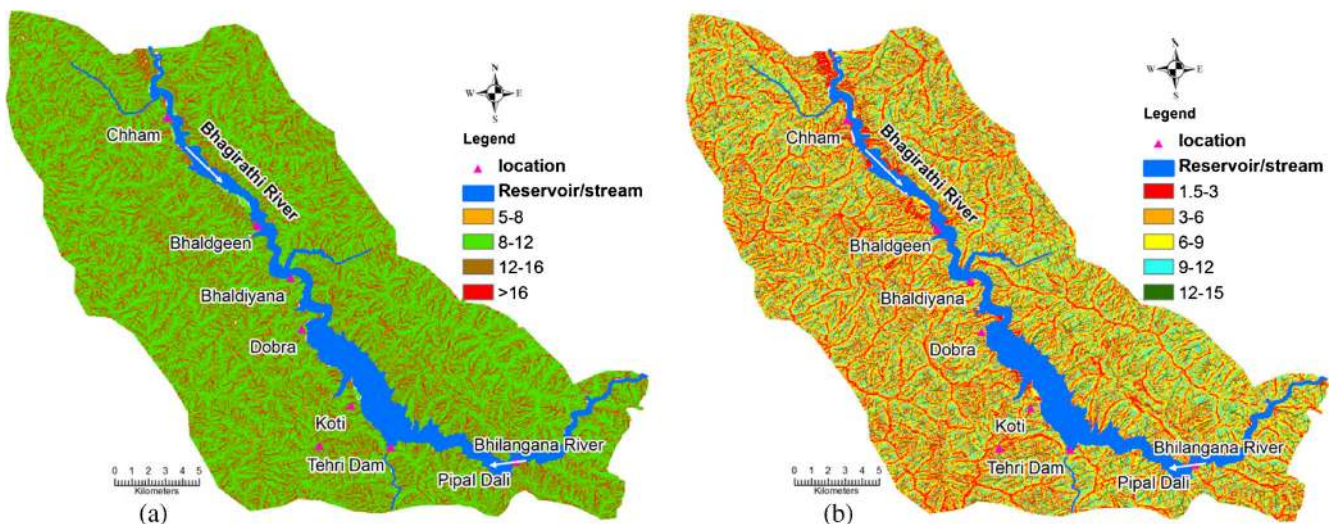 N
W E
S
Legend
location
Reservoir/stream
5-8
8-12
12-16
>16
Chham
Bhagirathi River
Bhaldgeen
Bhaldiyana
Dobra
Koti
Tehri Dam
Bhilangana River
Pipal Dali
0 1 2 3 4 5
Kilometers
(a)
N
W E
S
Legend
location
Reservoir/stream
1.5-3
3-6
6-9
9-12
12-15
Chham
Bhagirathi River
Bhaldgeen
Bhaldiyana
Dobra
Koti
Tehri Dam
Bhilangana River
Pipal Dali
0 1 2 3 4 5
Kilometers
(b)